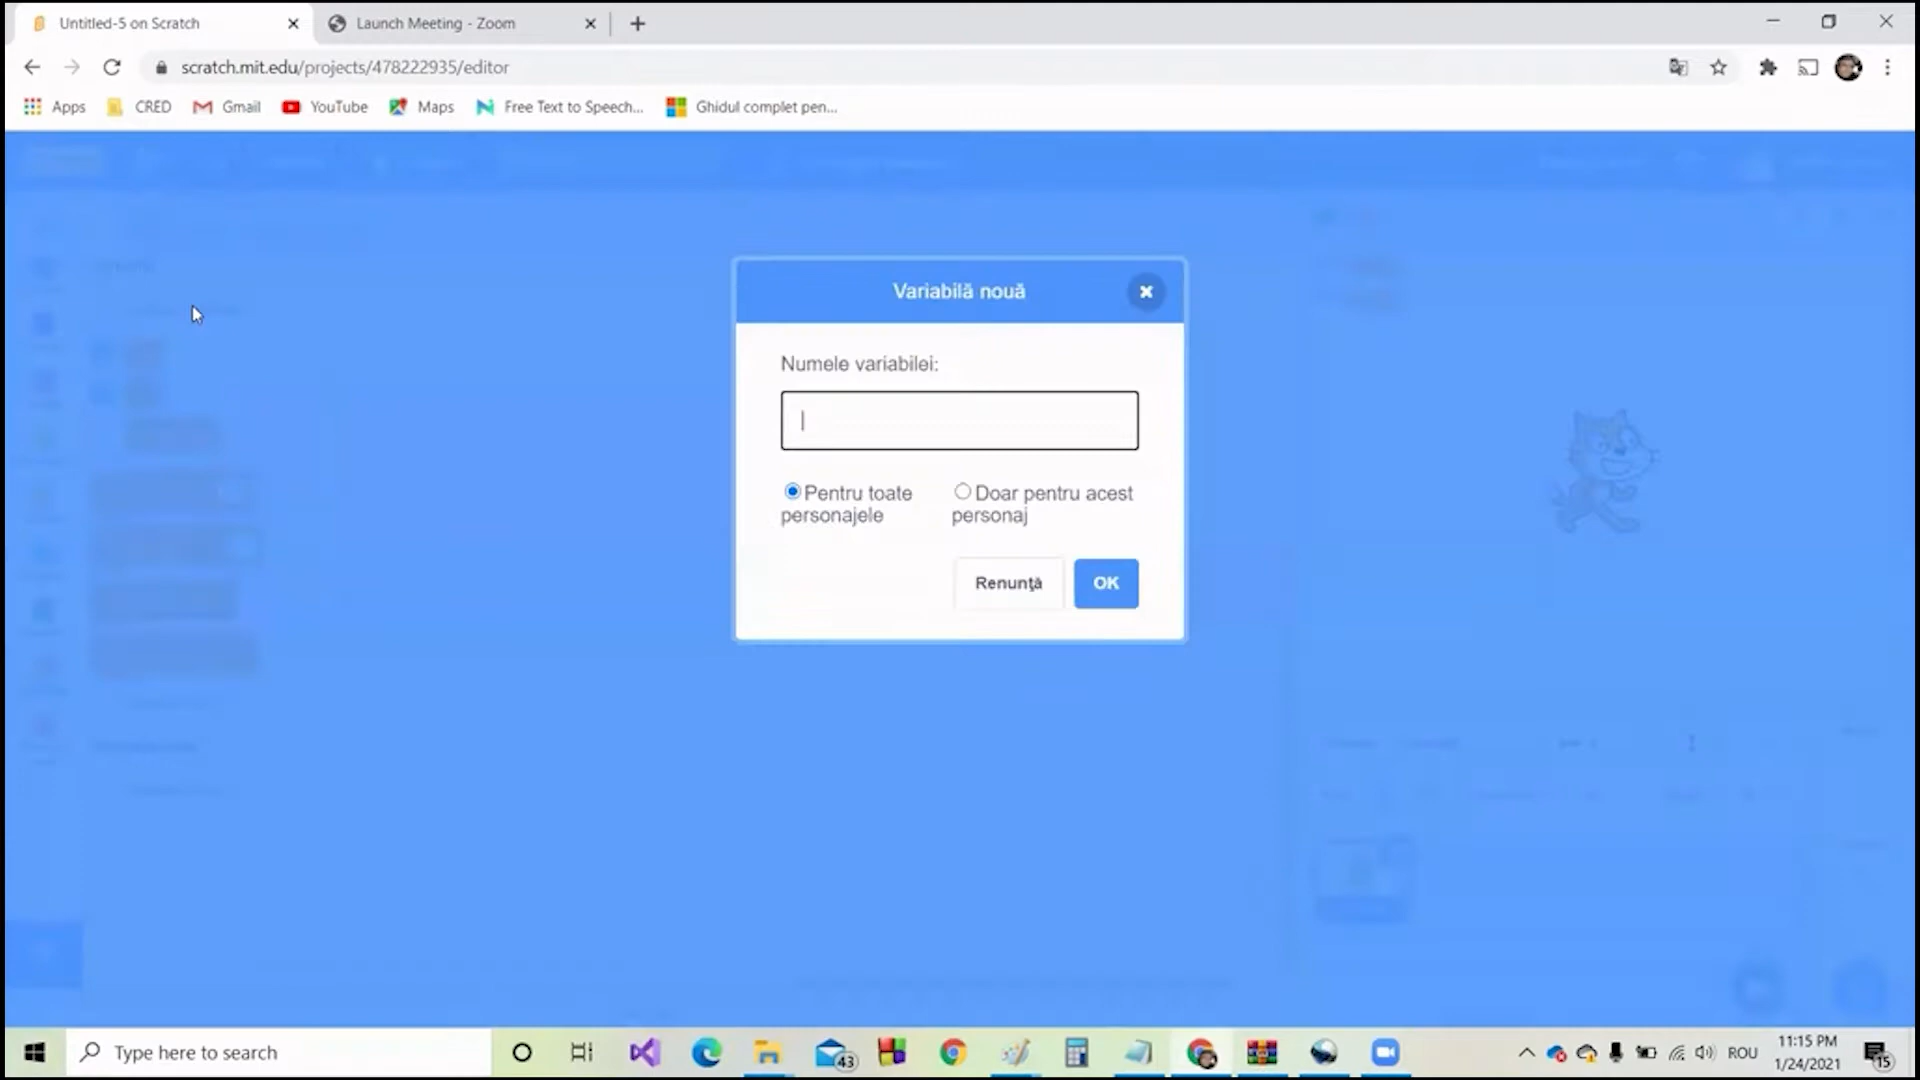 Untitled-5 on Scratch
Launch Meeting - Zoom
scratch.mit.edu/projects/478222935/editor
Apps
CRED
Gmail
YouTube
Maps
Free Text to Speech...
Ghidul complet pen...
Variabilă nouă
Numele variabilei:
Pentru toate personajele
Doar pentru acest personaj
Renunţă
OK
Type here to search
43
ROU
11:15 PM
1/24/2021
15